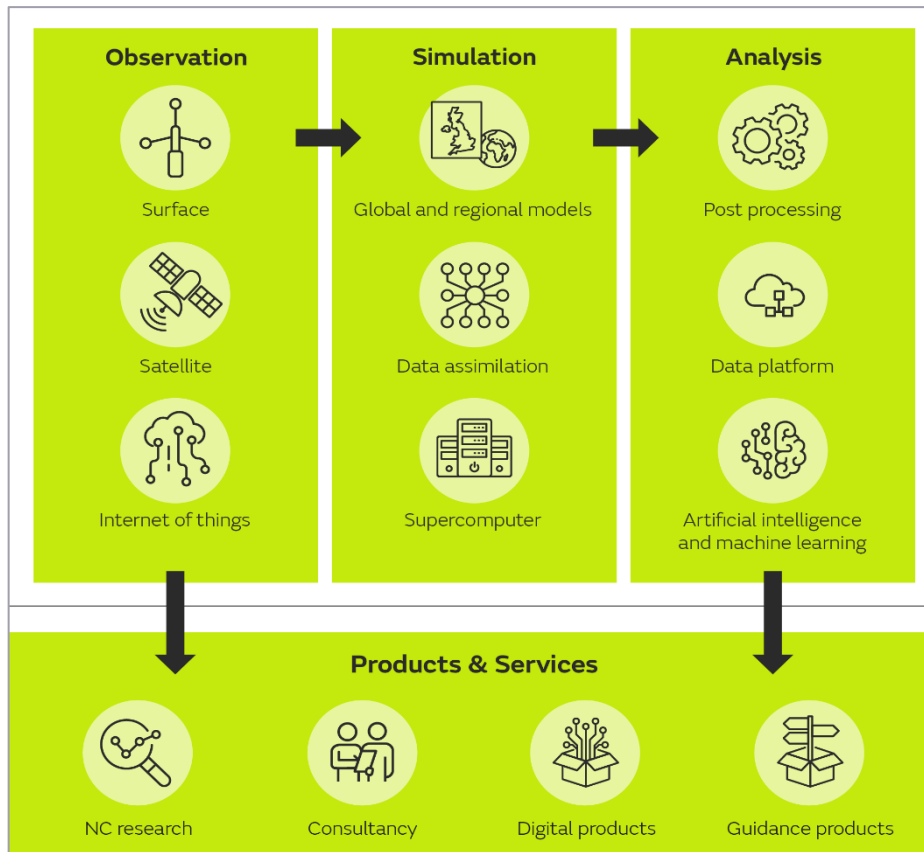 Observation
Surface
Satellite
Internet of things
Simulation
Global and regional models
Data assimilation
Supercomputer
Analysis
Post processing
Data platform
Artificial intelligence
and machine learning
Products & Services
NC research
Consultancy
Digital products
Guidance products